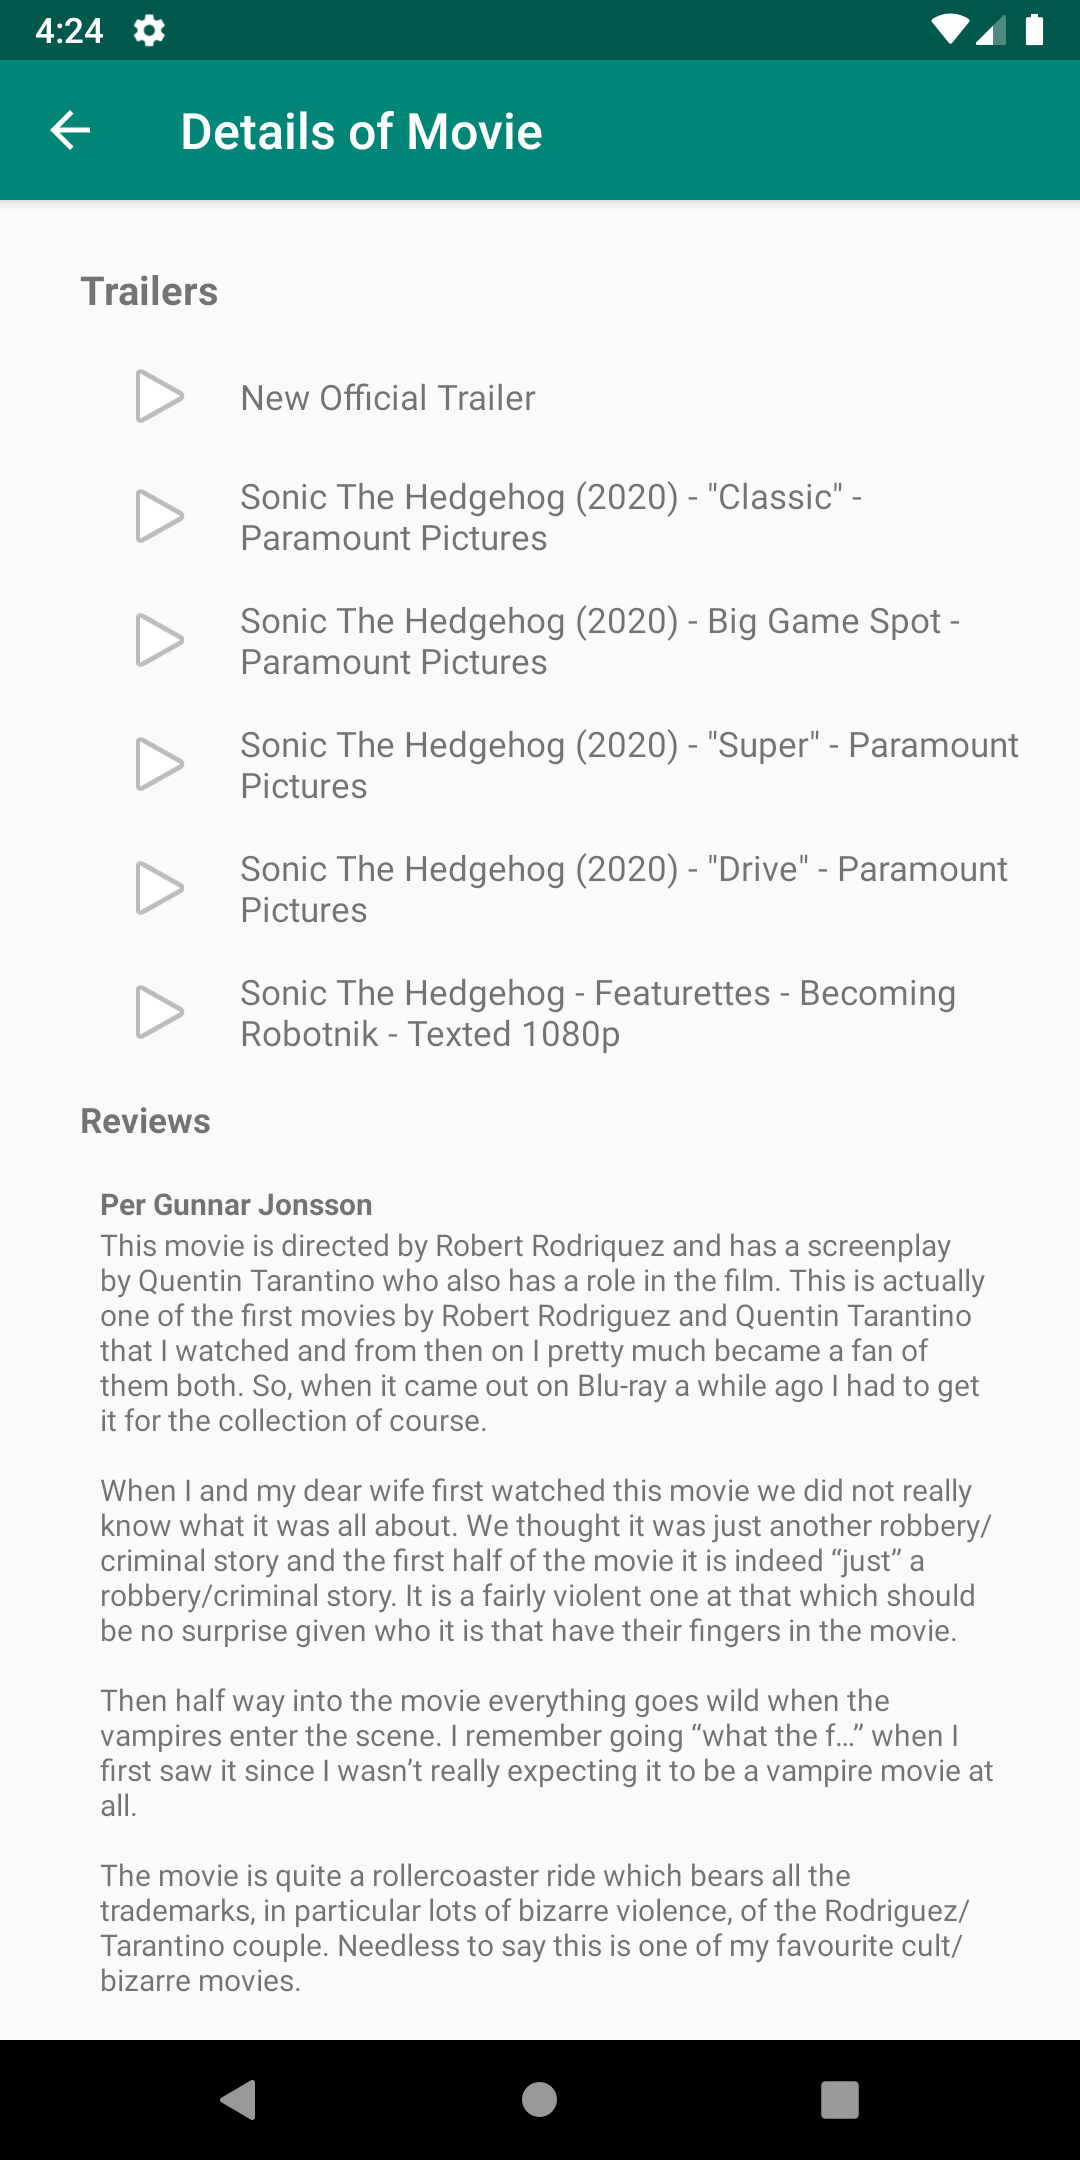 4:24
Details of Movie
Trailers
New Official Trailer
Sonic The Hedgehog (2020) - "Classic" -
Paramount Pictures
Sonic The Hedgehog (2020) - Big Game Spot -
Paramount Pictures
Sonic The Hedgehog (2020) - "Super" - Paramount
Pictures
Sonic The Hedgehog (2020) - "Drive" - Paramount
Pictures
Sonic The Hedgehog - Featurettes - Becoming
Robotnik - Texted 1080p
Reviews
Per Gunnar Jonsson
This movie is directed by Robert Rodriquez and has a screenplay
by Quentin Tarantino who also has a role in the film. This is actually
one of the first movies by Robert Rodriguez and Quentin Tarantino
that I watched and from then on I pretty much became a fan of
them both. So, when it came out on Blu-ray a while ago I had to get
it for the collection of course.
When I and my dear wife first watched this movie we did not really
know what it was all about. We thought it was just another robbery/
criminal story and the first half of the movie it is indeed “just” a
robbery/criminal story. It is a fairly violent one at that which should
be no surprise given who it is that have their fingers in the movie.
Then half way into the movie everything goes wild when the
vampires enter the scene. I remember going “what the f…” when I
first saw it since I wasn’t really expecting it to be a vampire movie at
all.
The movie is quite a rollercoaster ride which bears all the
trademarks, in particular lots of bizarre violence, of the Rodriguez/
Tarantino couple. Needless to say this is one of my favourite cult/
bizarre movies.